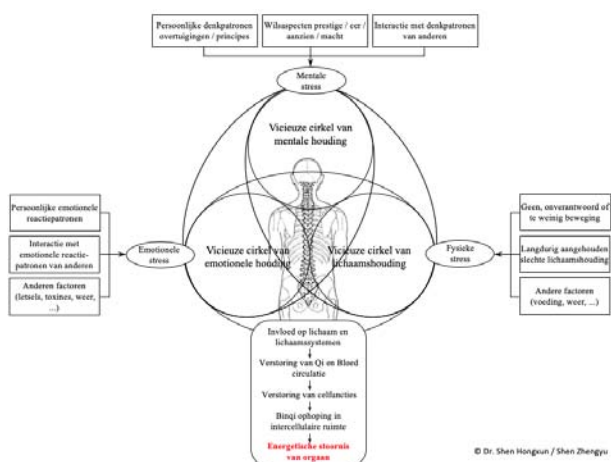 Persoonlijke denkpatronen
overtuigingen / principes
Wilsaspecten prestige / eer /
aanzien / macht
Interactie met denkpatronen
van anderen
Mentale
stress
Vicieuze cirkel van
mentale houding
Persoonlijke emotionele
reactiepatronen
Interactie met
emotionele reactie-
patronen van anderen
Anderen factoren
(letsels, toxines, weer,
...)
Emotionele
stress
Vicieuze cirkel van
emotionele houding
Vicieuze cirkel van
lichaamshouding
Fysieke
stress
Geen, onverantwoord of
te weinig beweging
Langdurig aangehouden
slechte lichaamshouding
Andere factoren
(voeding, weer, ...)
Invloed op lichaam en
lichaamssystemen
Verstoring van Qi en Bloed
circulatie
Verstoring van celfuncties
Binqi ophoping in
intercellulaire ruimte
Energetische stoornis
van orgaan
© Dr. Shen Hongxun / Shen Zhengyu